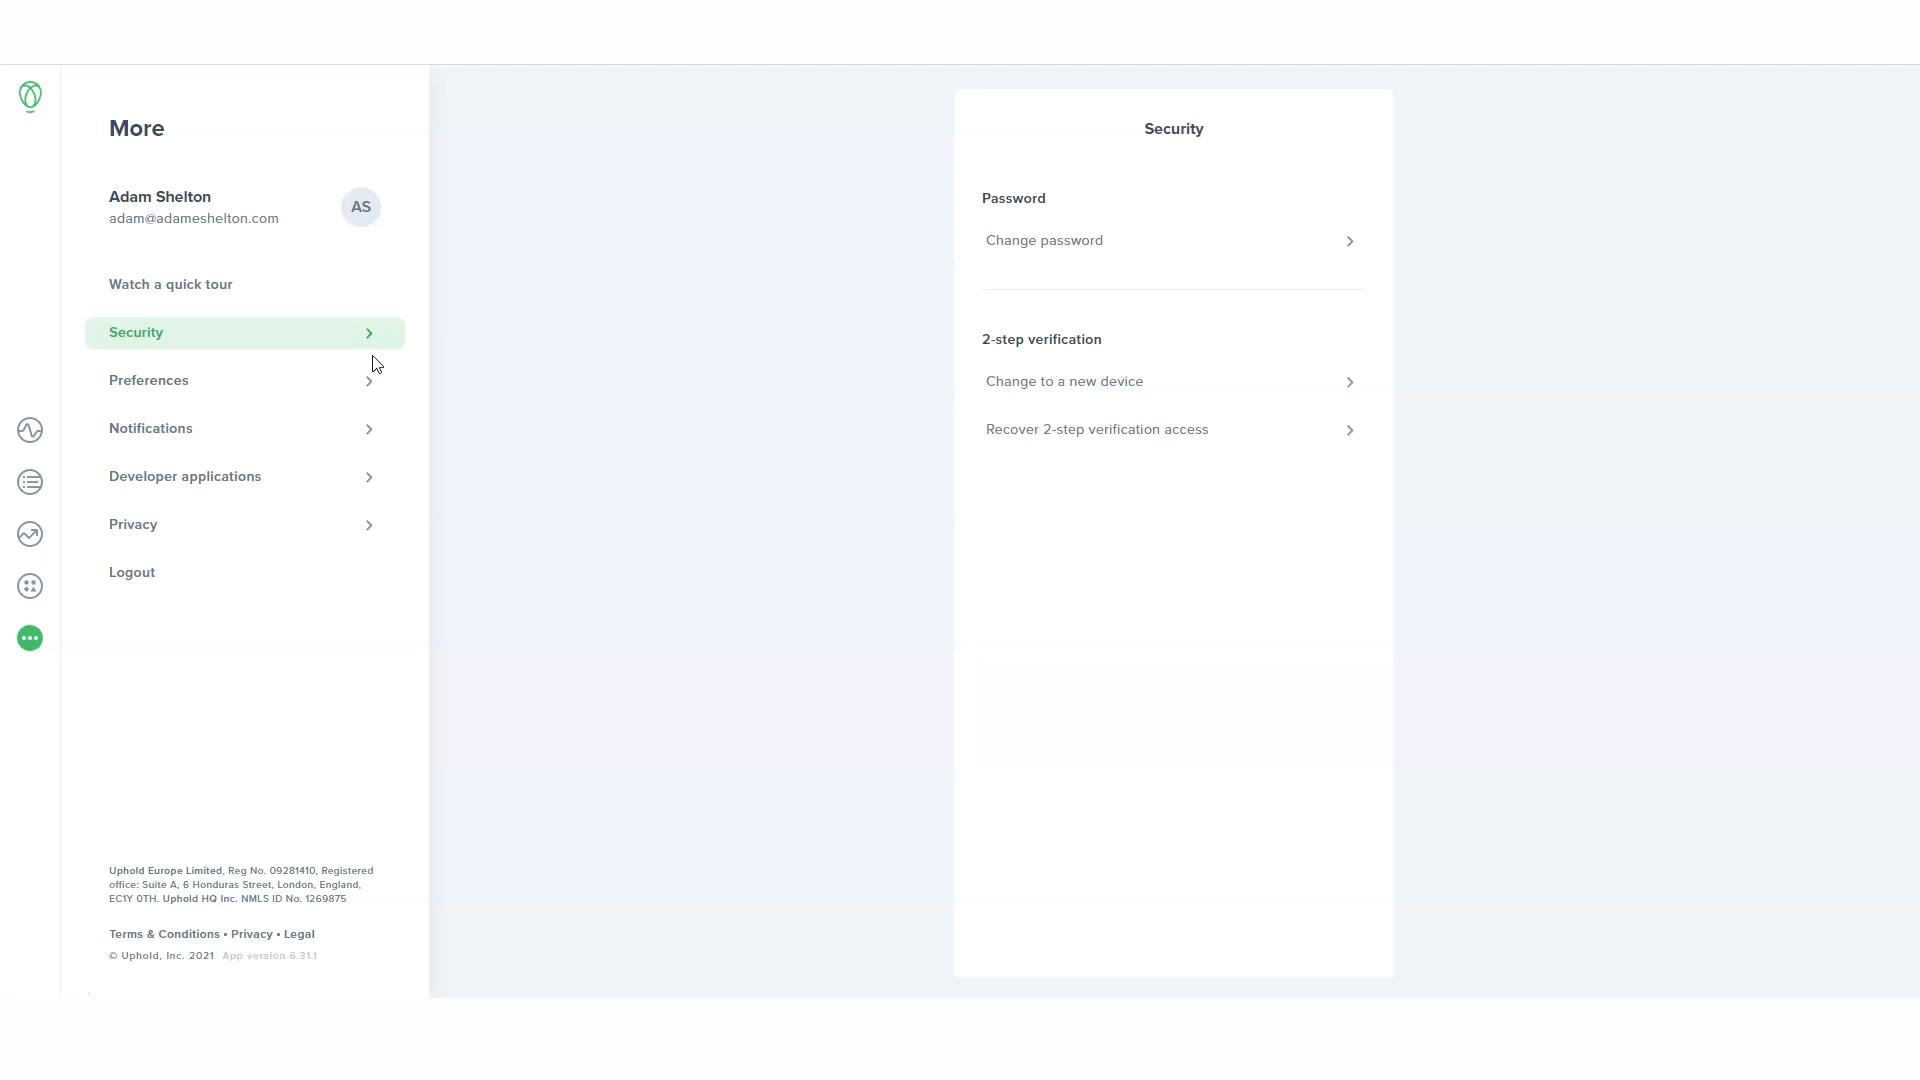 More
Adam Shelton
adam@adameshelton.com
AS
Watch a quick tour
Security
Preferences
Notifications
Developer applications
Privacy
Logout
Uphold Europe Limited, Reg No. 09281410, Registered
office: Suite A, 6 Honduras Street, London, England,
EC1Y 0TH. Uphold HQ Inc. NMLS ID No. 1269875
Terms & Conditions • Privacy • Legal
© Uphold, Inc. 2021 App version 6.31.1
Security
Password
Change password
2-step verification
Change to a new device
Recover 2-step verification access